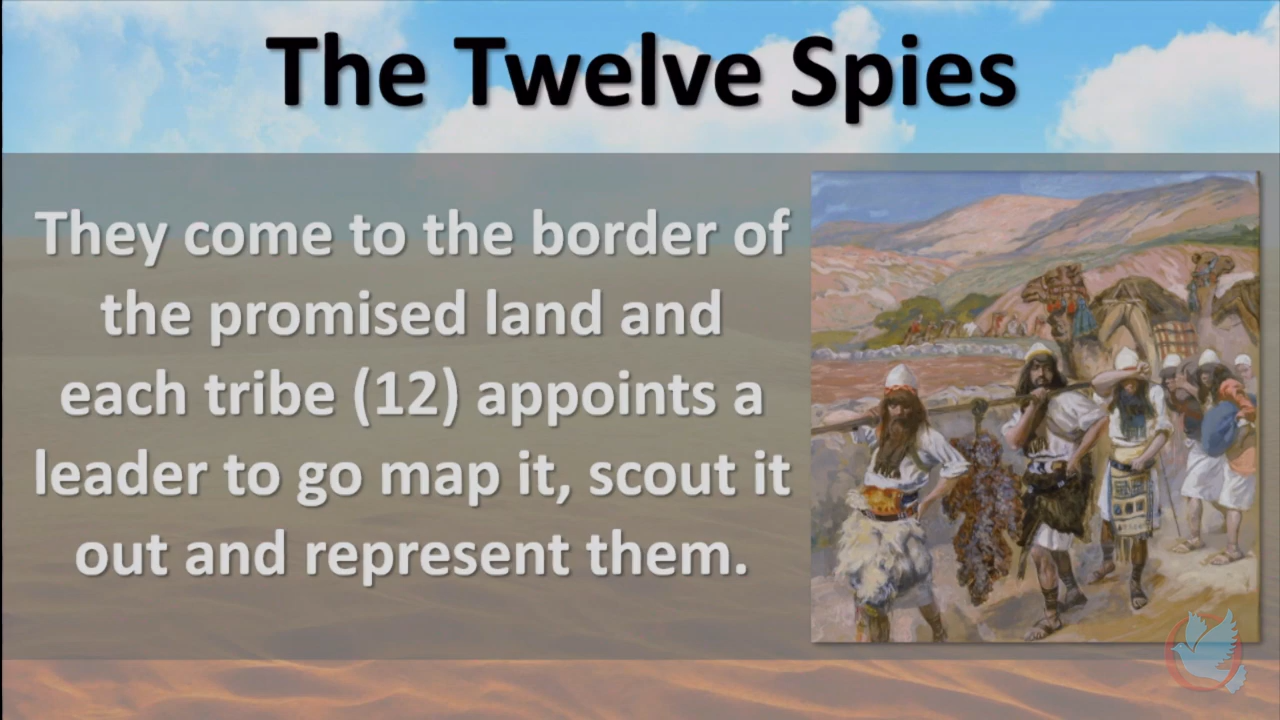 The Twelve Spies
They come to the border of
the promised land and
each tribe (12) appoints a
leader to go map it, scout it
out and represent them.